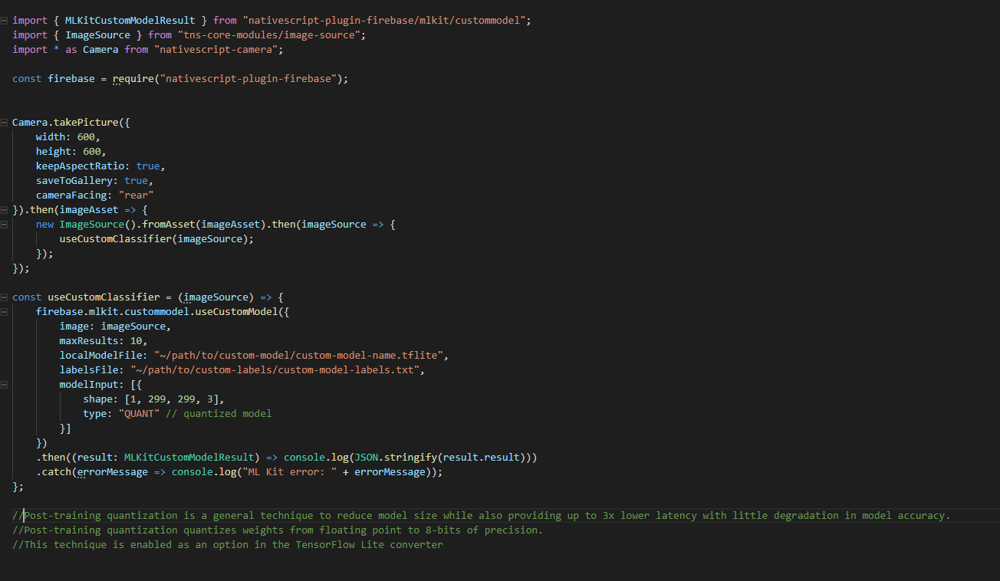 import { MLKitCustomModelResult } from "nativescript-plugin-firebase/mlkit/custommodel";
import { ImageSource } from "tns-core-modules/image-source";
import * as Camera from "nativescript-camera";

const firebase = require("nativescript-plugin-firebase");


Camera.takePicture({
    width: 600,
    height: 600,
    keepAspectRatio: true,
    saveToGallery: true,
    cameraFacing: "rear"
}).then(imageAsset => {
    new ImageSource().fromAsset(imageAsset).then(imageSource => {
        useCustomClassifier(imageSource);
    });
});

const useCustomClassifier = (imageSource) => {
    firebase.mlkit.custommodel.useCustomModel({
        image: imageSource,
        maxResults: 10,
        localModelFile: "~/path/to/custom-model/custom-model-name.tflite",
        labelsFile: "~/path/to/custom-labels/custom-model-labels.txt",
        modelInput: [{
            shape: [1, 299, 299, 3],
            type: "QUANT" // quantized model
        }]
    })
    .then((result: MLKitCustomModelResult) => console.log(JSON.stringify(result.result)))
    .catch(errorMessage => console.log("ML Kit error: " + errorMessage));
};

//Post-training quantization is a general technique to reduce model size while also providing up to 3x lower latency with little degradation in model accuracy.
//Post-training quantization quantizes weights from floating point to 8-bits of precision.
//This technique is enabled as an option in the TensorFlow Lite converter